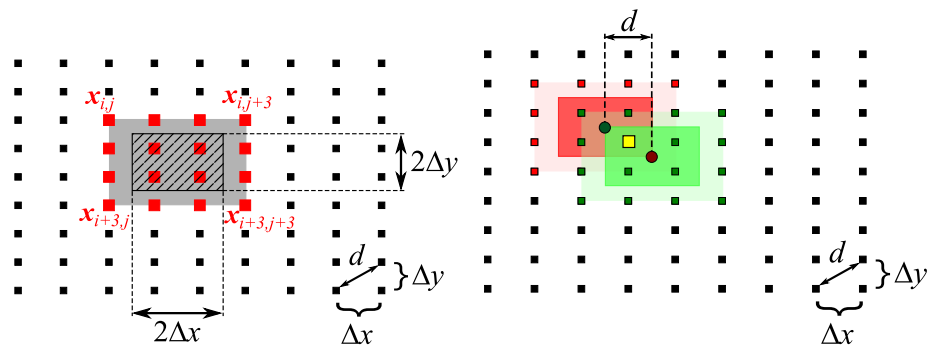 d
x_{i,j}
x_{i,j+3}
2Δy
x_{i+3,j}
x_{i+3,j+3}
d
Δy
2Δx
Δx
d
Δy
Δx